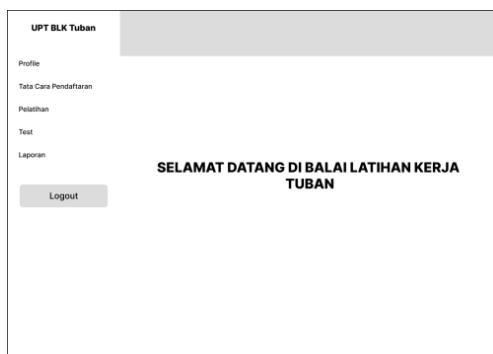 UPT BLK Tuban
Profile
Tata Cara Pendaftaran
Pelatihan
Test
Laporan
Logout
SELAMAT DATANG DI BALAI LATIHAN KERJA
TUBAN